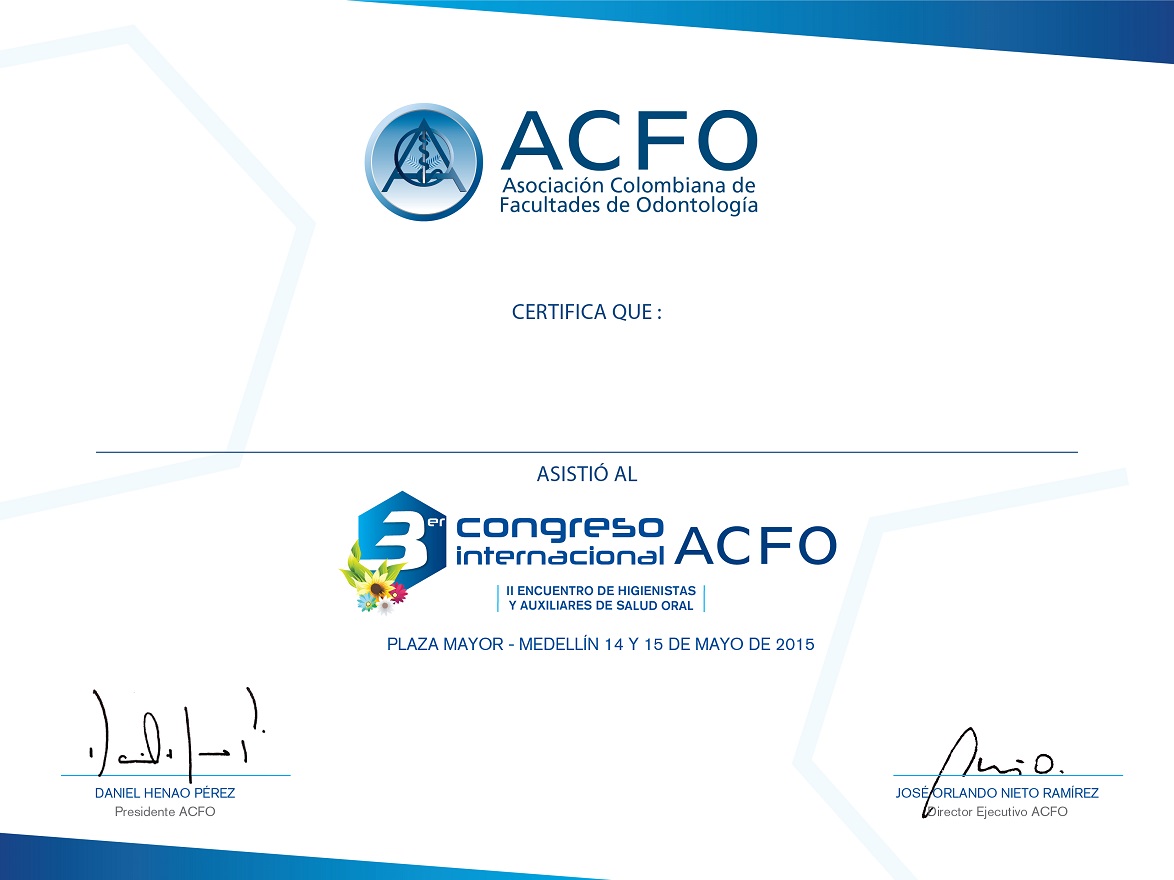 ACFO
Asociación Colombiana de
Facultades de Odontología
CERTIFICA QUE :
ASISTIÓ AL
3er congreso internacional ACFO
II ENCUENTRO DE HIGIENISTAS
Y AUXILIARES DE SALUD ORAL
PLAZA MAYOR - MEDELLÍN 14 Y 15 DE MAYO DE 2015
DANIEL HENAO PÉREZ
Presidente ACFO
JOSÉ ORLANDO NIETO RAMÍREZ
Director Ejecutivo ACFO